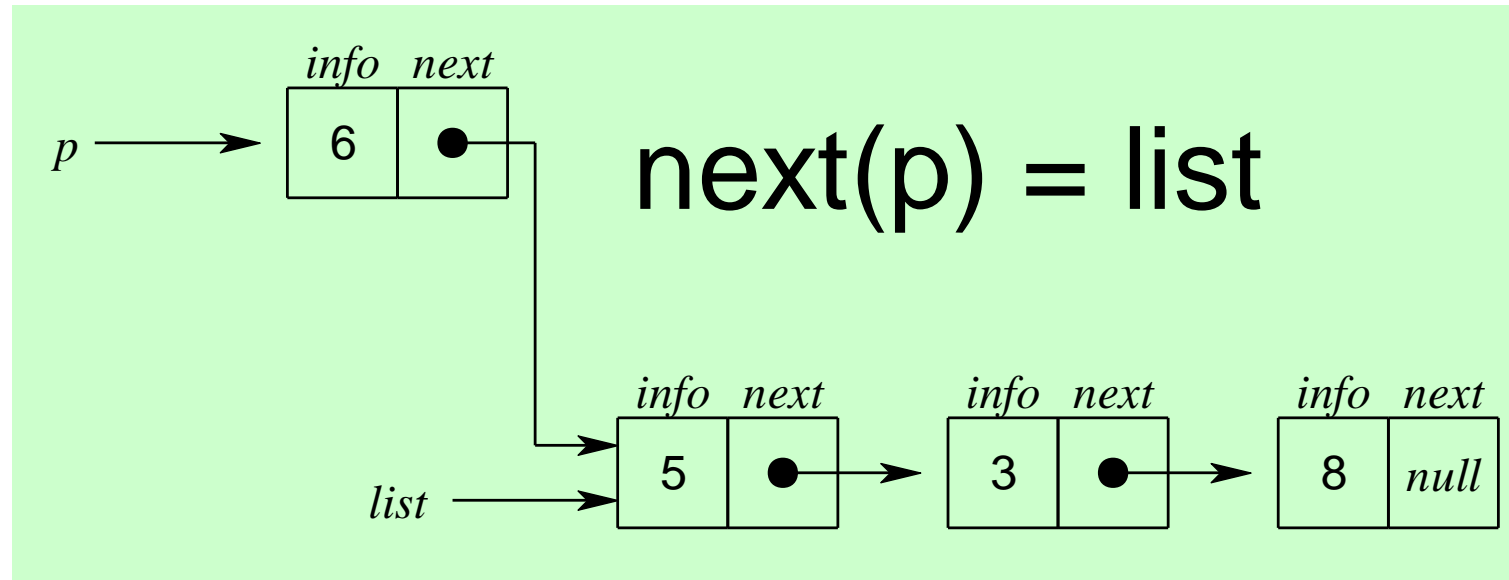 info next
p 6
next(p) = list
info next info next info next
list 5 3 8 null